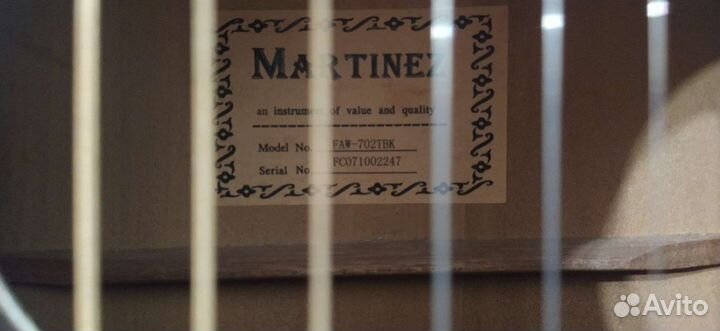 MARTINEZ
an instrument of value and quality
Model No. FAW-702TBK
Serial No. FC071002247
Avito